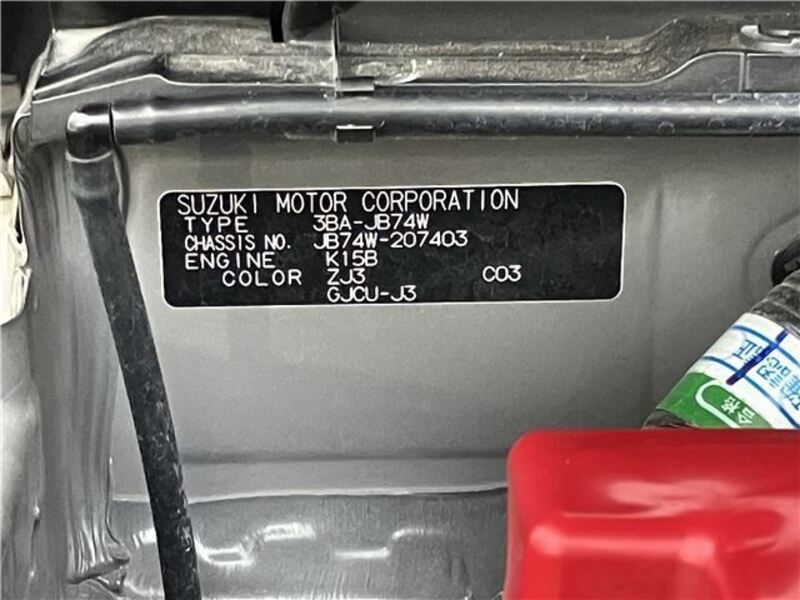 SUZUKI MOTOR CORPORATION
TYPE 3BA-JB74W
CHASSIS NO. JB74W-207403
ENGINE K15B
COLOR ZJ3 C03
GJCU-J3